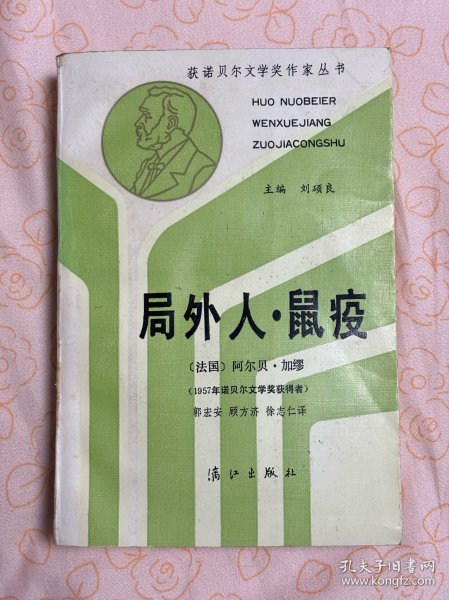 获诺贝尔文学奖作家丛书
HUO NUOBEIER
WENXUEJIANG
ZUOJIACONGSHU
主编 刘硕良
局外人·鼠疫
〔法国〕阿尔贝·加缪
(1957年诺贝尔文学奖获得者)
郭宏安 顾方济 徐志仁译
漓江出版社
孔夫子旧书网
www.kongfz.com